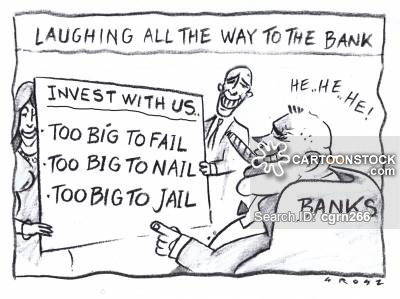 LAUGHING ALL THE WAY TO THE BANK
INVEST WITH US..
· TOO BIG TO FAIL
· TOO BIG TO NAIL
· TOO BIG TO JAIL
HE.. HE.. HE!
BANKS
CARTOONSTOCK
.com
Search ID: cgrn266
GROSZ